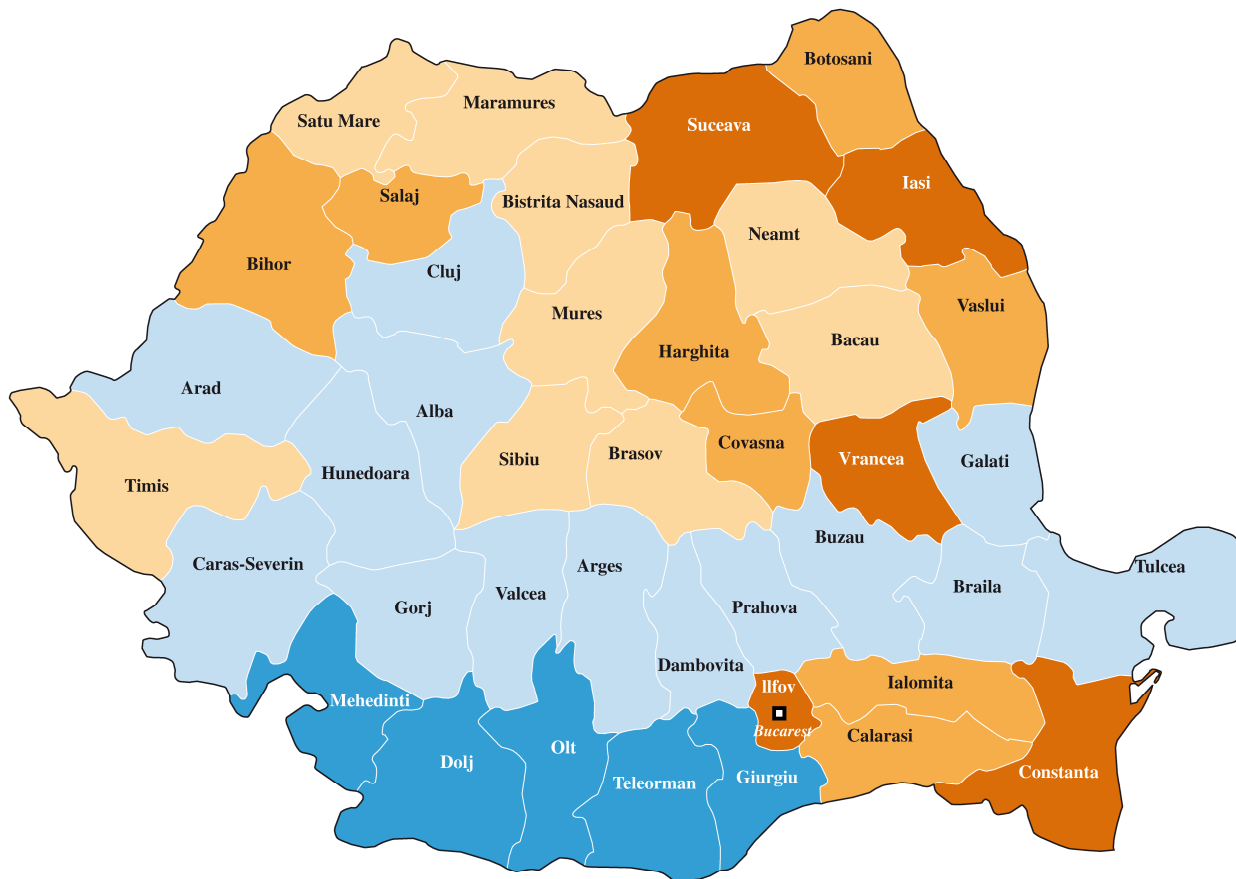 Botosani
Maramures
Satu Mare
Suceava
Iasi
Salaj
Bistrita Nasaud
Neamt
Bihor
Cluj
Vaslui
Mures
Harghita
Bacau
Arad
Alba
Covasna
Sibiu
Brasov
Vrancea
Galati
Hunedoara
Timis
Buzau
Caras-Severin
Arges
Tulcea
Braila
Valcea
Gorj
Prahova
Dambovita
Ilfov
Ialomita
Mehedinti
Bucarest
Calarasi
Olt
Dolj
Constanta
Giurgiu
Teleorman